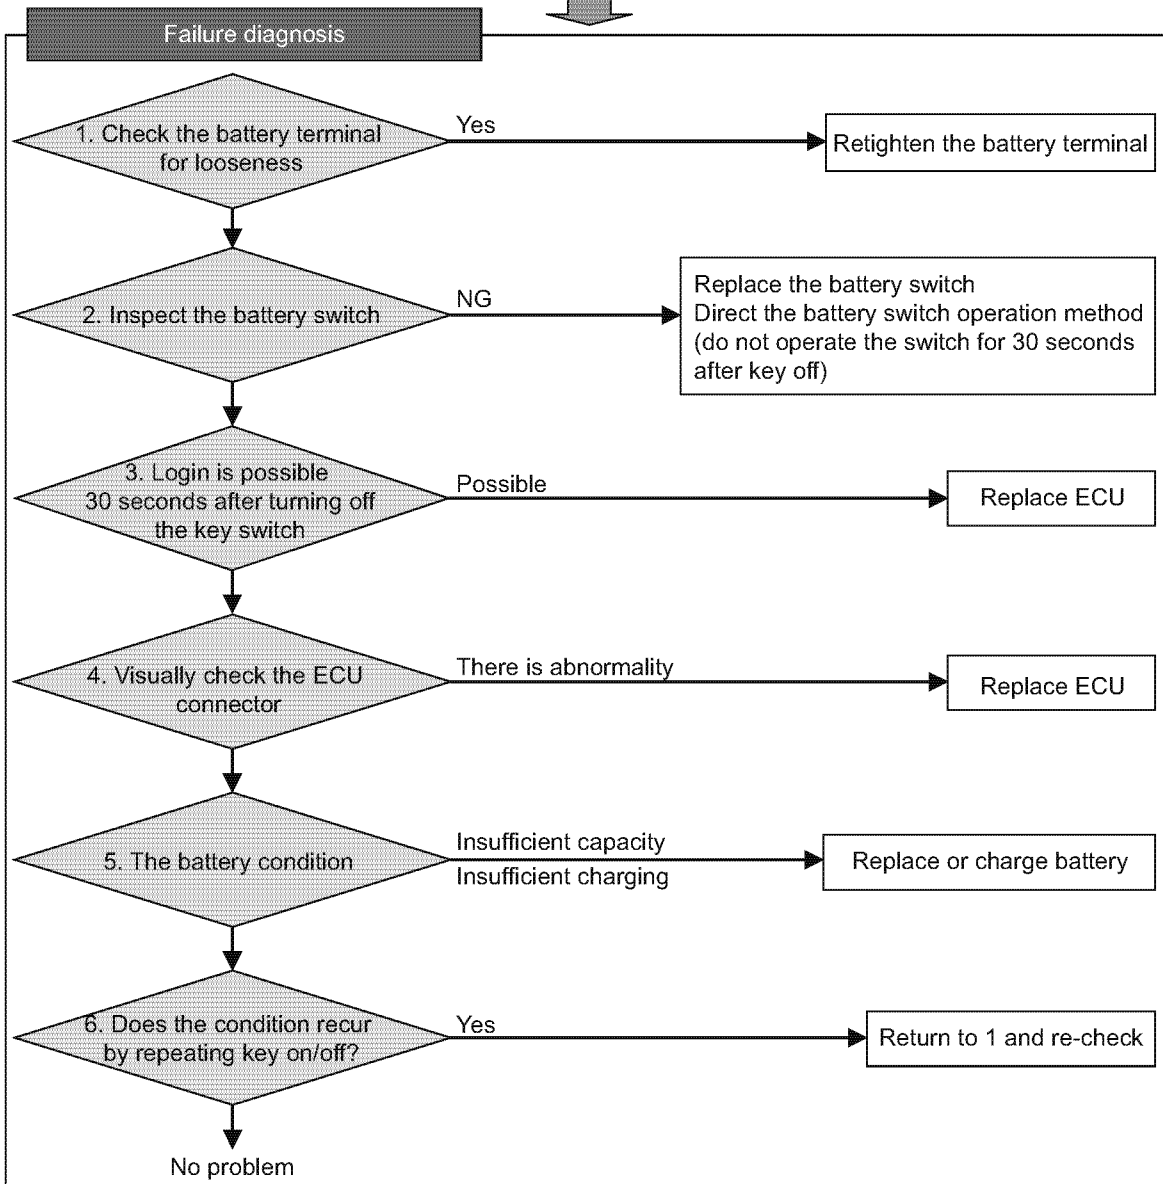 Failure diagnosis
1. Check the battery terminal
for looseness
Yes
Retighten the battery terminal
2. Inspect the battery switch
NG
Replace the battery switch
Direct the battery switch operation method
(do not operate the switch for 30 seconds
after key off)
3. Login is possible
30 seconds after turning off
the key switch
Possible
Replace ECU
4. Visually check the ECU
connector
There is abnormality
Replace ECU
5. The battery condition
Insufficient capacity
Insufficient charging
Replace or charge battery
6. Does the condition recur
by repeating key on/off?
Yes
Return to 1 and re-check
No problem